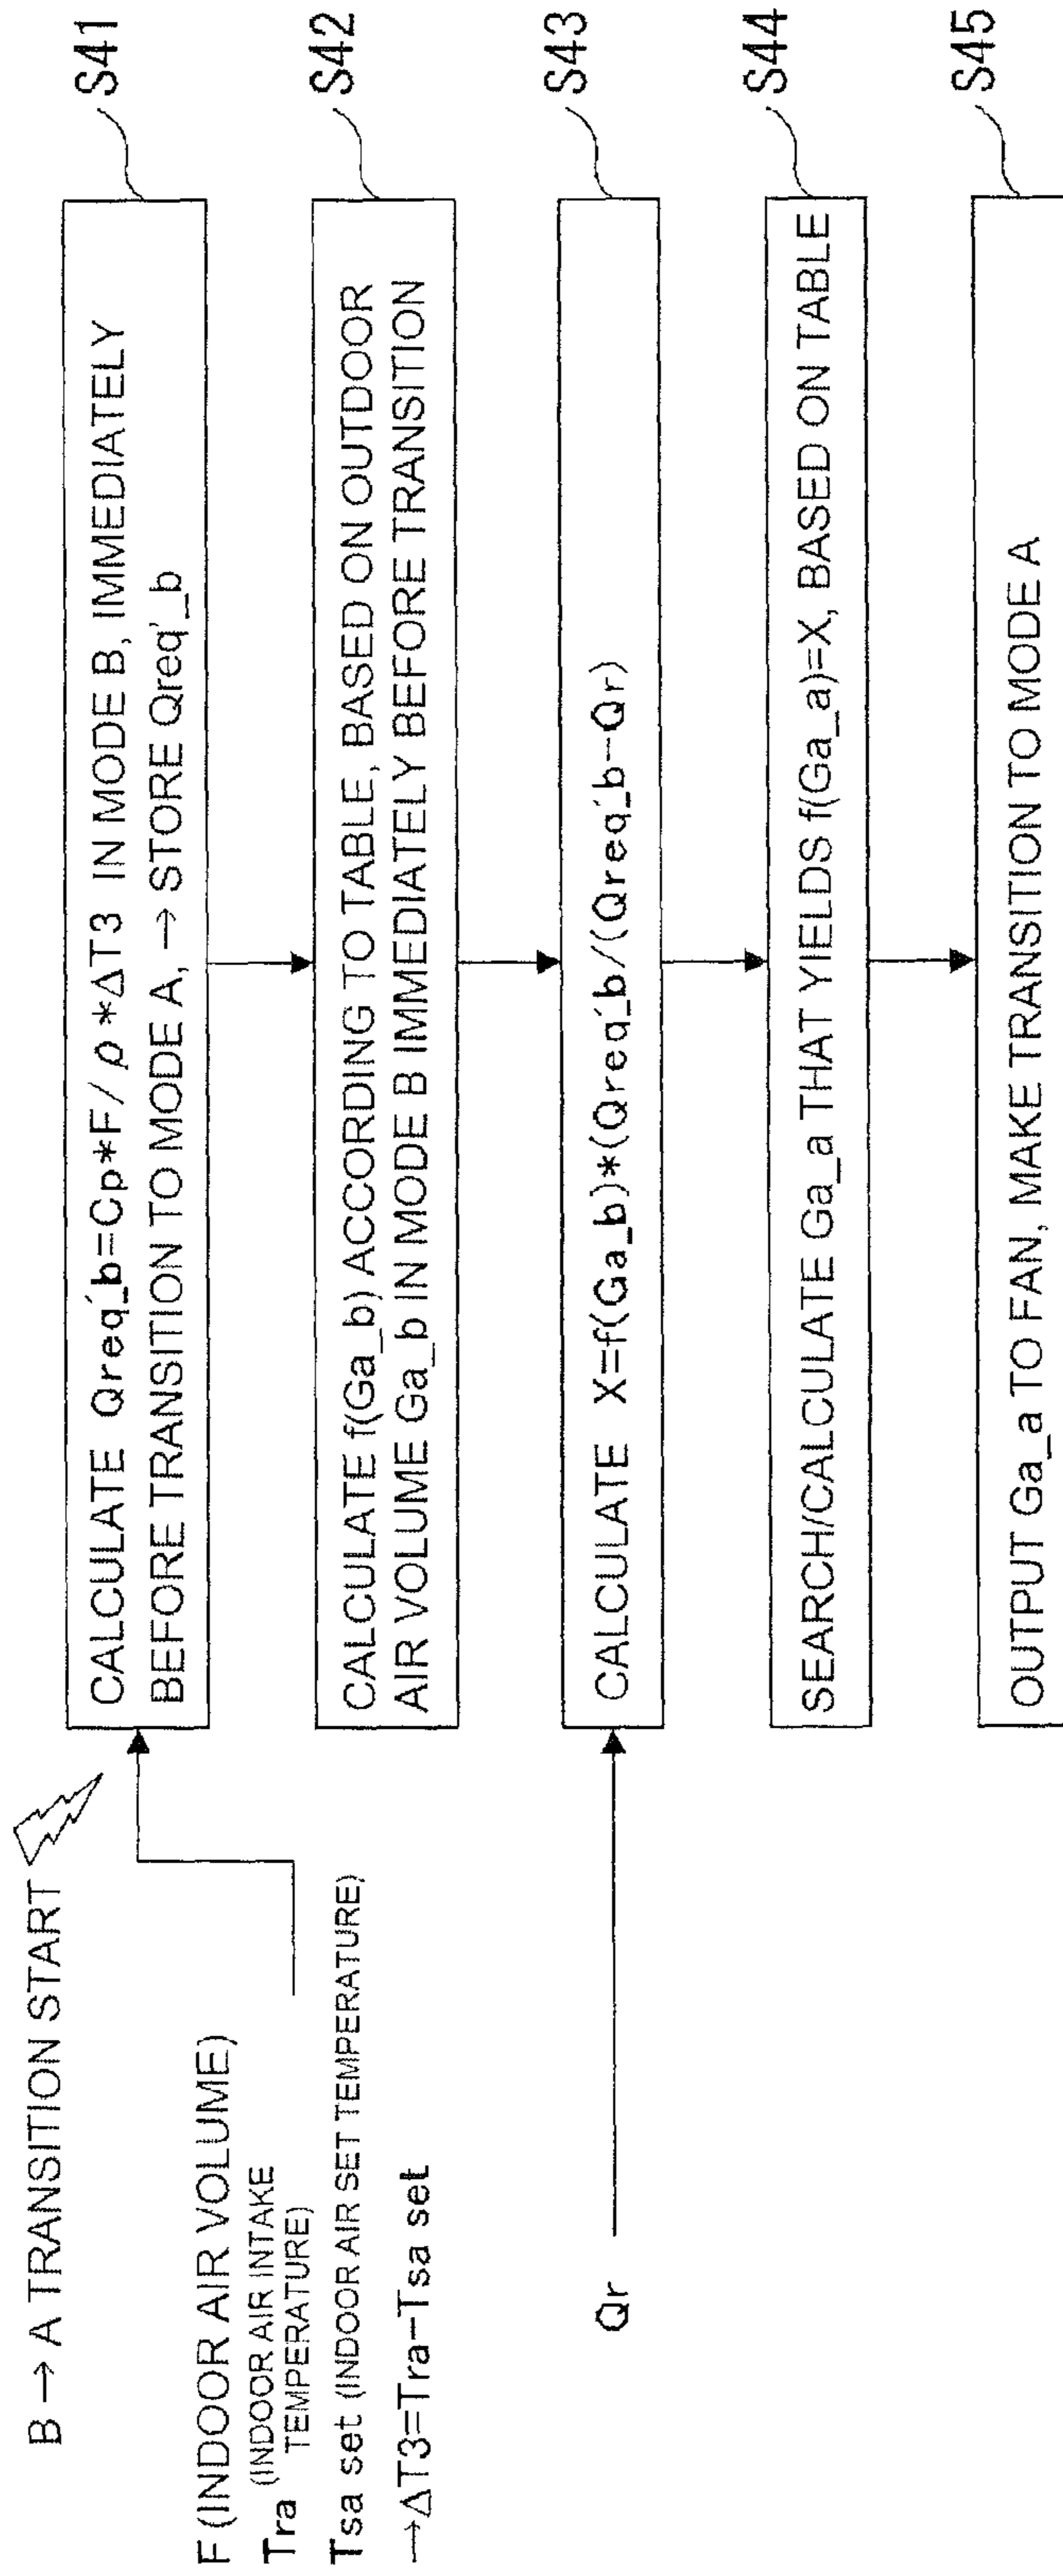 B → A TRANSITION START
F (INDOOR AIR VOLUME)
Tra (INDOOR AIR INTAKE
TEMPERATURE)
Tsa set (INDOOR AIR SET TEMPERATURE)
→ΔT3=Tra-Tsa set
CALCULATE Qreq'_b=Cp*F/ρ*ΔT3 IN MODE B, IMMEDIATELY
BEFORE TRANSITION TO MODE A, → STORE Qreq'_b
S41
CALCULATE f(Ga_b) ACCORDING TO TABLE, BASED ON OUTDOOR
AIR VOLUME Ga_b IN MODE B IMMEDIATELY BEFORE TRANSITION
S42
Qr
CALCULATE X=f(Ga_b)*(Qreq'_b/(Qreq'_b-Qr)
S43
SEARCH/CALCULATE Ga_a THAT YIELDS f(Ga_a)=X, BASED ON TABLE
S44
OUTPUT Ga_a TO FAN, MAKE TRANSITION TO MODE A
S45